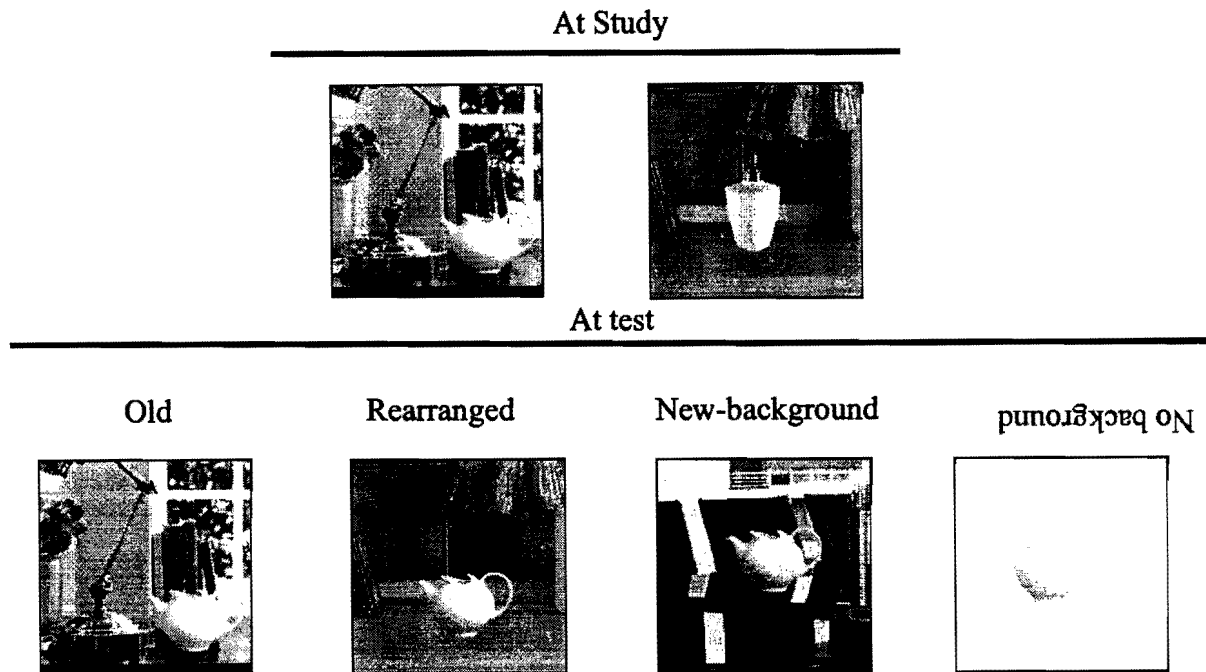 At Study
At test
Old
Rearranged
New-background
No background